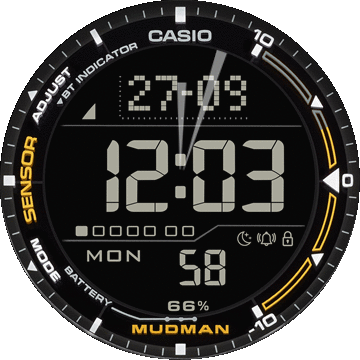 CASIO
10
ADJUST
▼BT INDICATOR
27-09
SENSOR
12:03
0
MON 58
MODE
BATTERY
66%
MUDMAN
-10